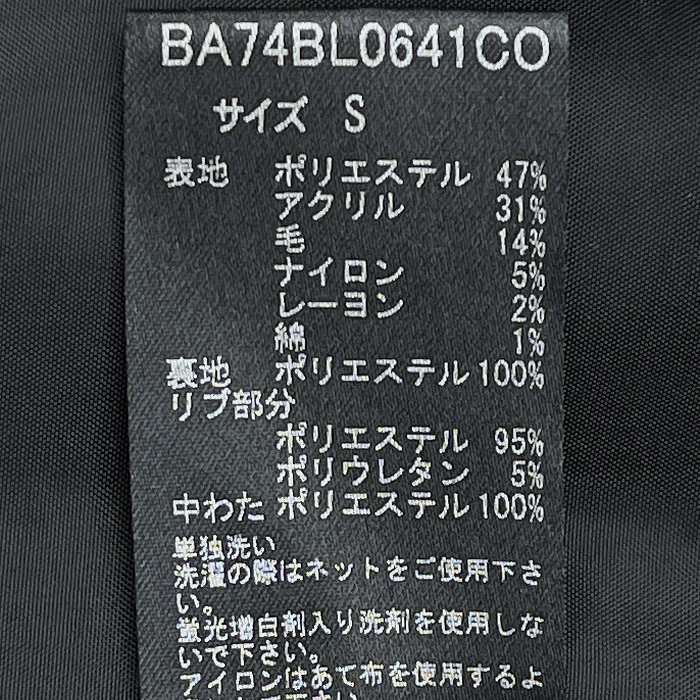 BA74BL0641CO
サイズ S
表地 ポリエステル 47%
アクリル 31%
毛 14%
ナイロン 5%
レーヨン 2%
綿 1%
裏地 ポリエステル 100%
リブ部分
ポリエステル 95%
ポリウレタン 5%
中わた ポリエステル 100%
単独洗い
洗濯の際はネットをご使用下さ
い。
蛍光増白剤入り洗剤を使用しな
いで下さい。
アイロンはあて布を使用するよ